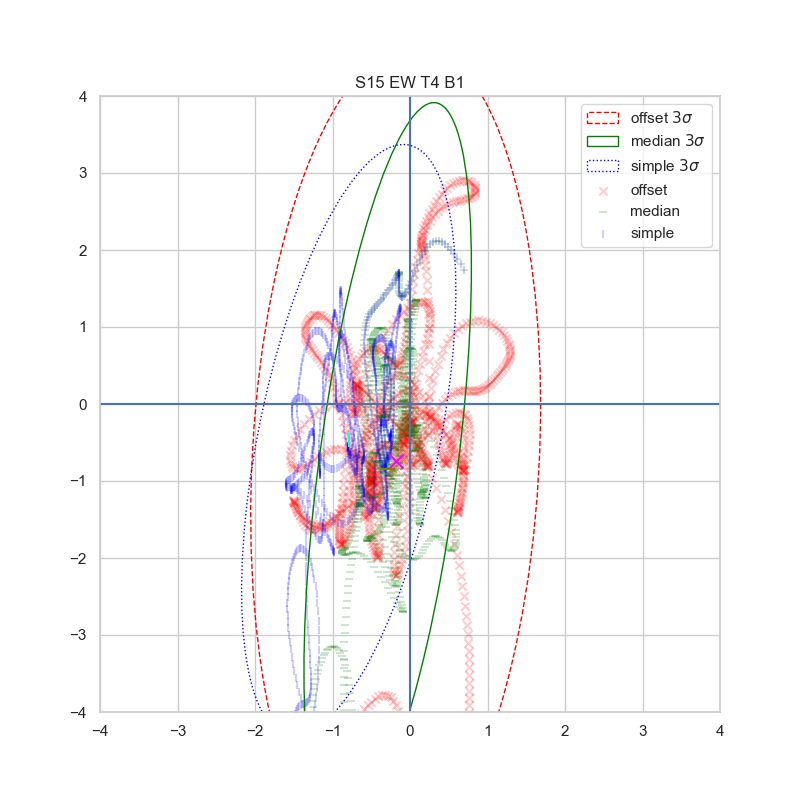 S15 EW T4 B1
offset 3σ
median 3σ
simple 3σ
offset
median
simple
4
3
2
1
0
−1
−2
−3
−4
−4 −3 −2 −1 0 1 2 3 4